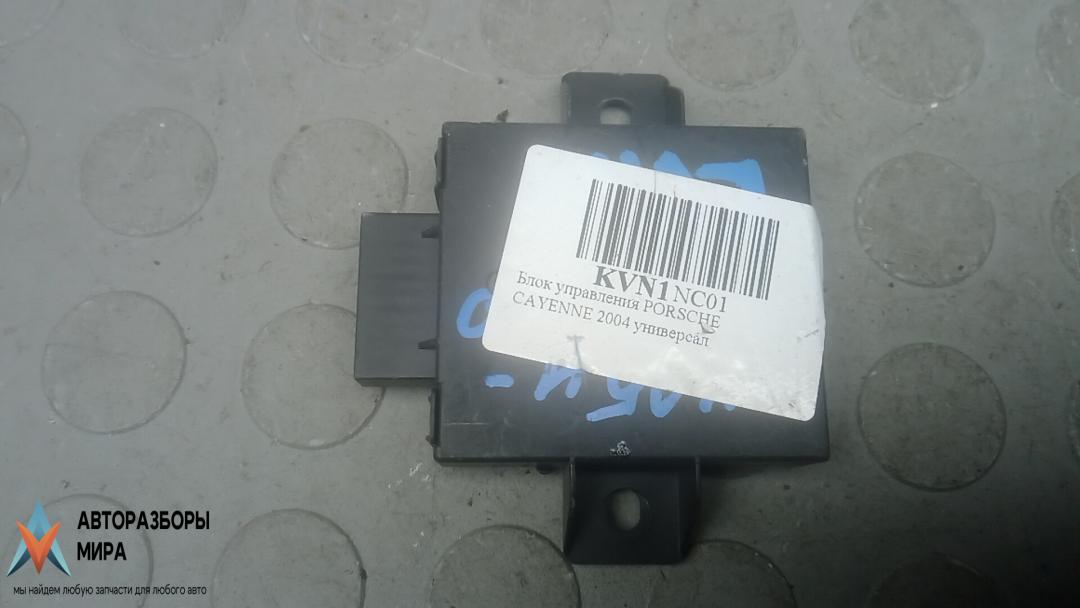 KVN1NC01
Блок управления PORSCHE
CAYENNE 2004 универсал
АВТОРАЗБОРЫ
МИРА
мы найдем любую запчасти для любого авто